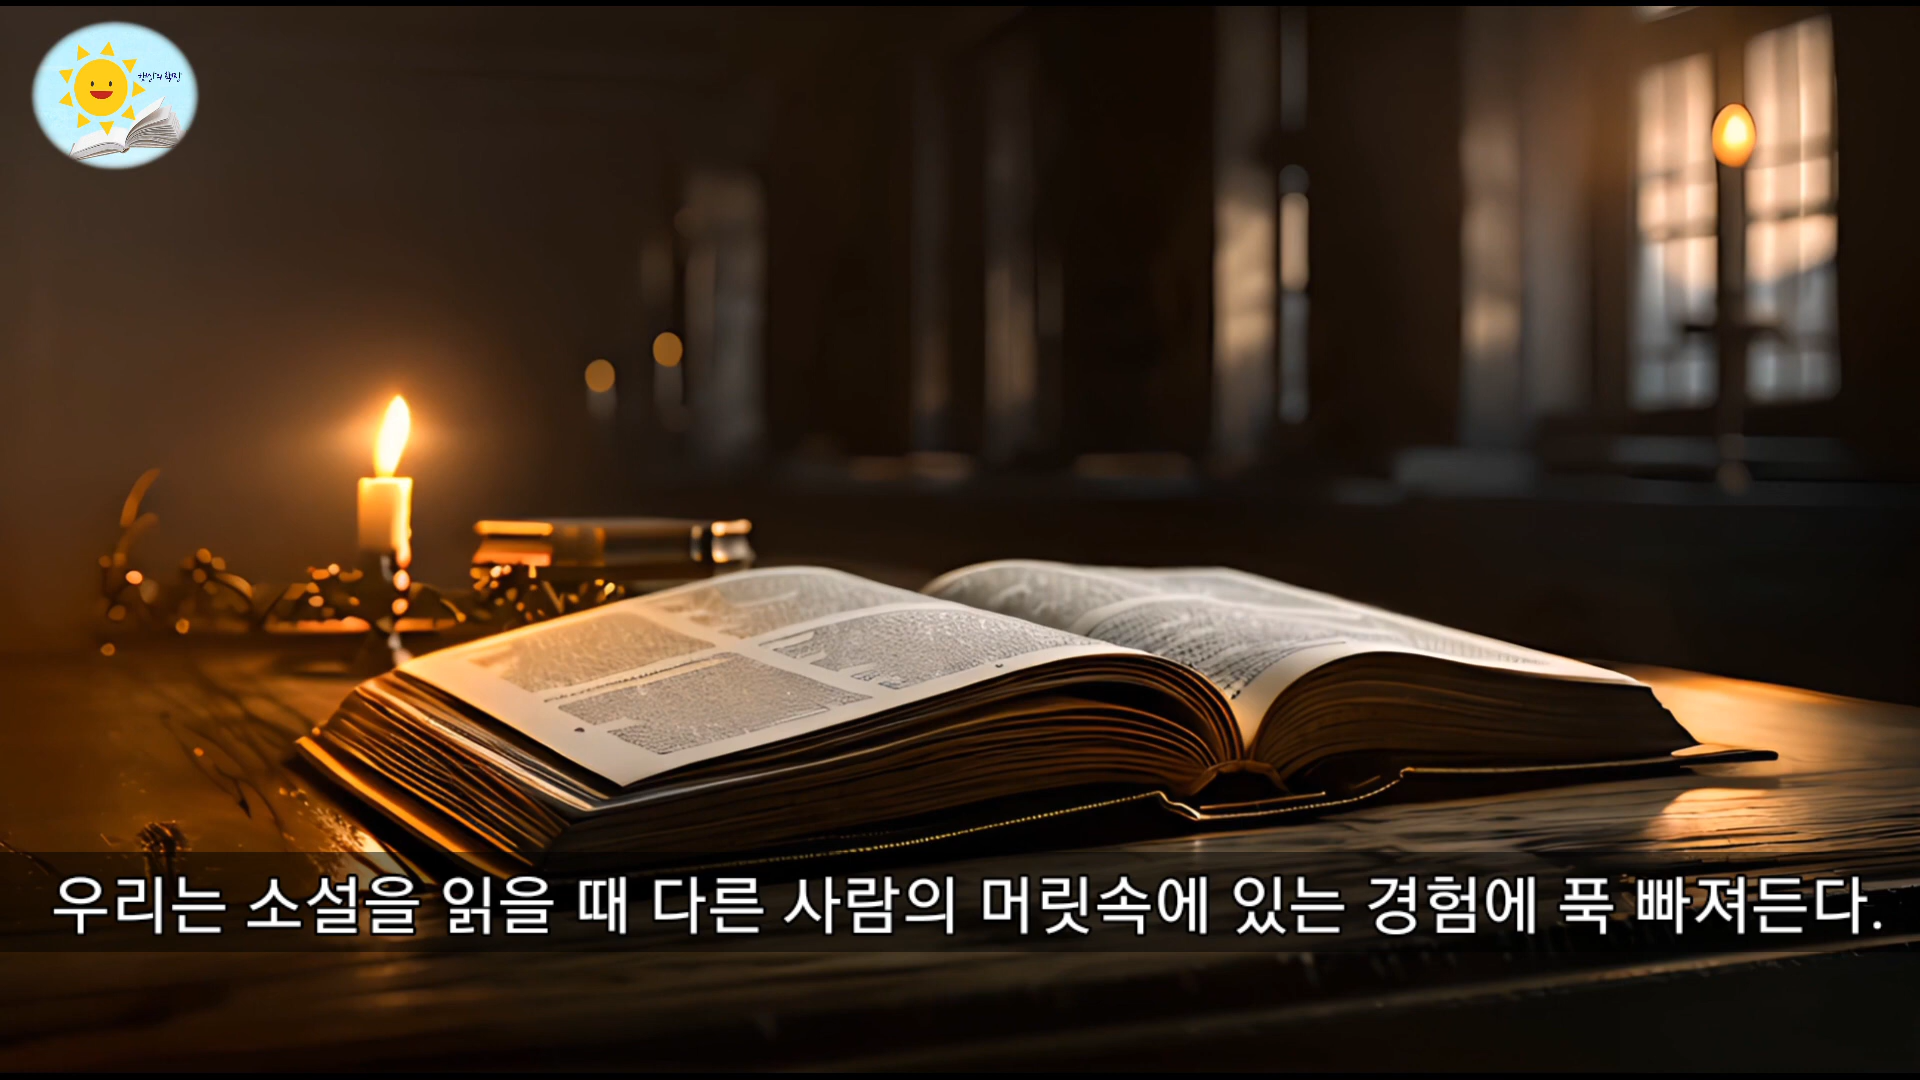 우리는 소설을 읽을 때 다른 사람의 머릿속에 있는 경험에 푹 빠져든다.